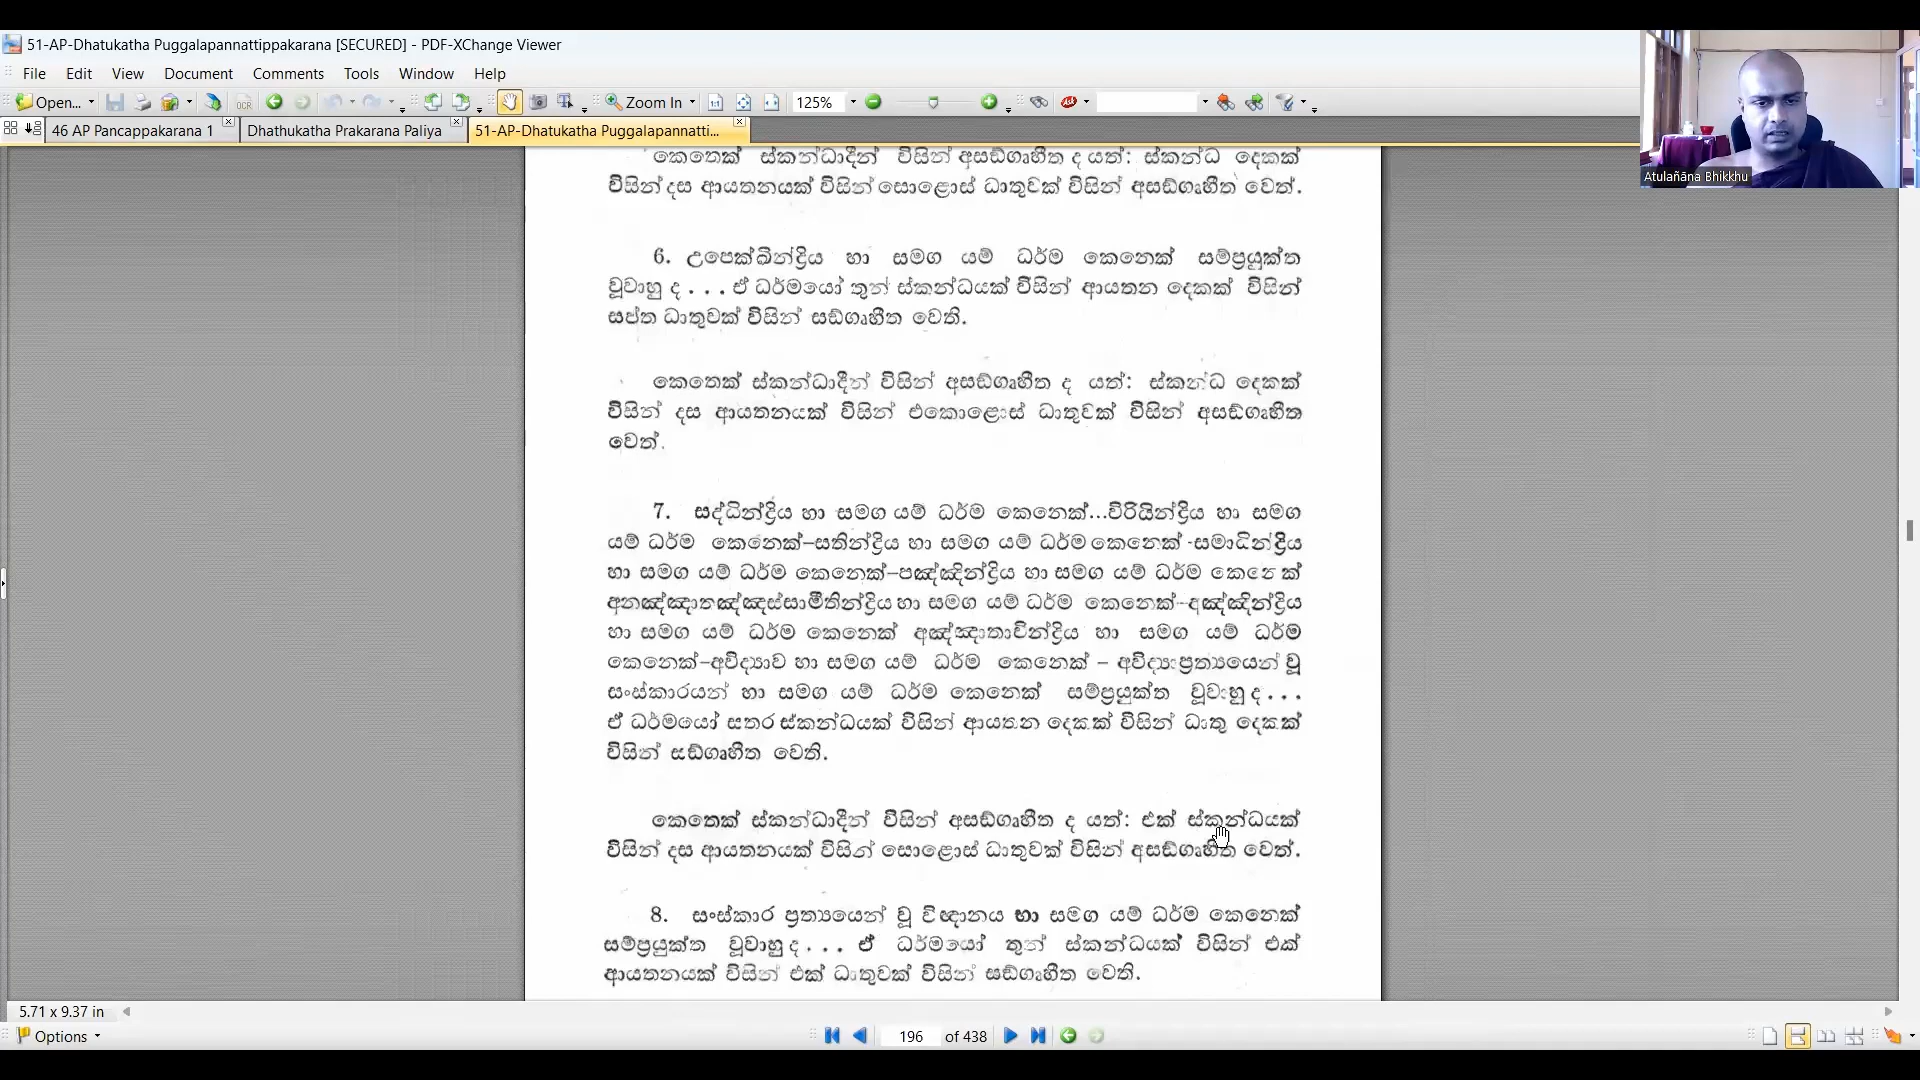 51-AP-Dhatukatha Puggalapannattippakarana [SECURED] - PDF-XChange Viewer
File Edit View Document Comments Tools Window Help
Open... OCR Zoom In 125%
46 AP Pancappakarana 1 Dhathukatha Prakarana Paliya 51-AP-Dhatukatha Puggalapannatti...
Atulañāna Bhikkhu
කෙතෙක් ස්කන්ධාදීන් විසින් අසඞ්ගෘහීත ද යත්: ස්කන්ධ දෙකක්
විසින් දස ආයතනයක් විසින් සොළොස් ධාතුවක් විසින් අසඞ්ගෘහීත වෙත්.
6. උපෙක්ඛින්ද්‍රිය හා සමග යම් ධර්ම කෙනෙක් සම්ප්‍රයුක්ත
වූවාහු ද . . . ඒ ධර්මයෝ තුන් ස්කන්ධයක් විසින් ආයතන දෙකක් විසින්
සප්ත ධාතුවක් විසින් සඞ්ගෘහීත වෙති.
කෙතෙක් ස්කන්ධාදීන් විසින් අසඞ්ගෘහීත ද යත්: ස්කන්ධ දෙකක්
විසින් දස ආයතනයක් විසින් එකොළොස් ධාතුවක් විසින් අසඞ්ගෘහීත
වෙත්.
7. සද්ධින්ද්‍රිය හා සමග යම් ධර්ම කෙනෙක්...විරියින්ද්‍රිය හා සමග
යම් ධර්ම කෙනෙක්–සතින්ද්‍රිය හා සමග යම් ධර්ම කෙනෙක් -සමාධින්ද්‍රිය
හා සමග යම් ධර්ම කෙනෙක්–පඤ්ඤින්ද්‍රිය හා සමග යම් ධර්ම කෙනෙක්
අනඤ්ඤාතඤ්ඤස්සාමීතින්ද්‍රිය හා සමග යම් ධර්ම කෙනෙක්–අඤ්ඤින්ද්‍රිය
හා සමග යම් ධර්ම කෙනෙක් අඤ්ඤාතාවින්ද්‍රිය හා සමග යම් ධර්ම
කෙනෙක්–අවිද්‍යාව හා සමග යම් ධර්ම කෙනෙක් – අවිද්‍යාප්‍රත්‍යයෙන් වූ
සංස්කාරයන් හා සමග යම් ධර්ම කෙනෙක් සම්ප්‍රයුක්ත වූවාහු ද . . .
ඒ ධර්මයෝ සතර ස්කන්ධයක් විසින් ආයතන දෙකක් විසින් ධාතු දෙකක්
විසින් සඞ්ගෘහීත වෙති.
කෙතෙක් ස්කන්ධාදීන් විසින් අසඞ්ගෘහීත ද යත්: එක් ස්කන්ධයක්
විසින් දස ආයතනයක් විසින් සොළොස් ධාතුවක් විසින් අසඞ්ගෘහීත වෙත්.
8. සංස්කාර ප්‍රත්‍යයෙන් වූ විඥානය හා සමග යම් ධර්ම කෙනෙක්
සම්ප්‍රයුක්ත වූවාහු ද . . . ඒ ධර්මයෝ තුන් ස්කන්ධයක් විසින් එක්
ආයතනයක් විසින් එක් ධාතුවක් විසින් සඞ්ගෘහීත වෙති.
5.71 x 9.37 in
Options 196 of 438